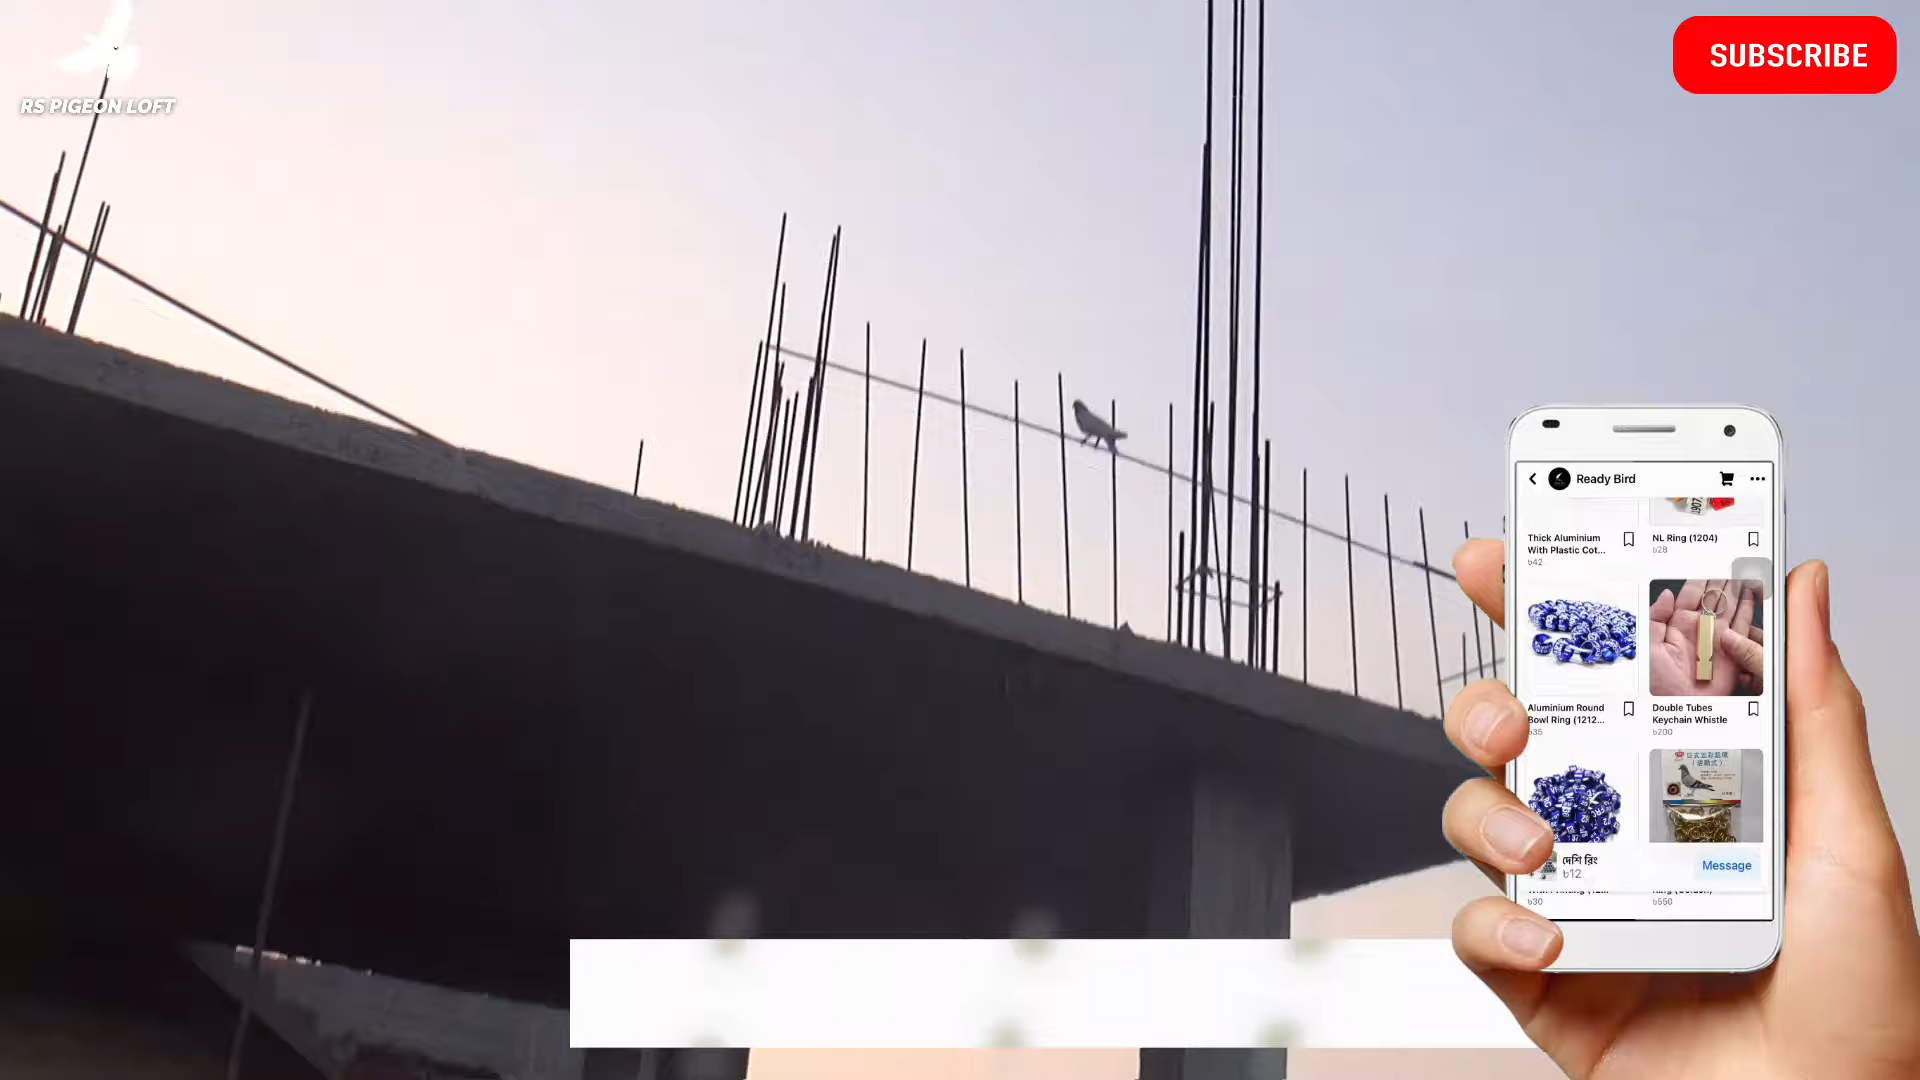 RS PIGEON LOFT
SUBSCRIBE
Ready Bird
Thick Aluminium
With Plastic Cot...
৳42
NL Ring (1204)
৳28
Aluminium Round
Bowl Ring (1212...
৳35
Double Tubes
Keychain Whistle
৳200
দেশি রিং
৳12
Message
৳30
৳550